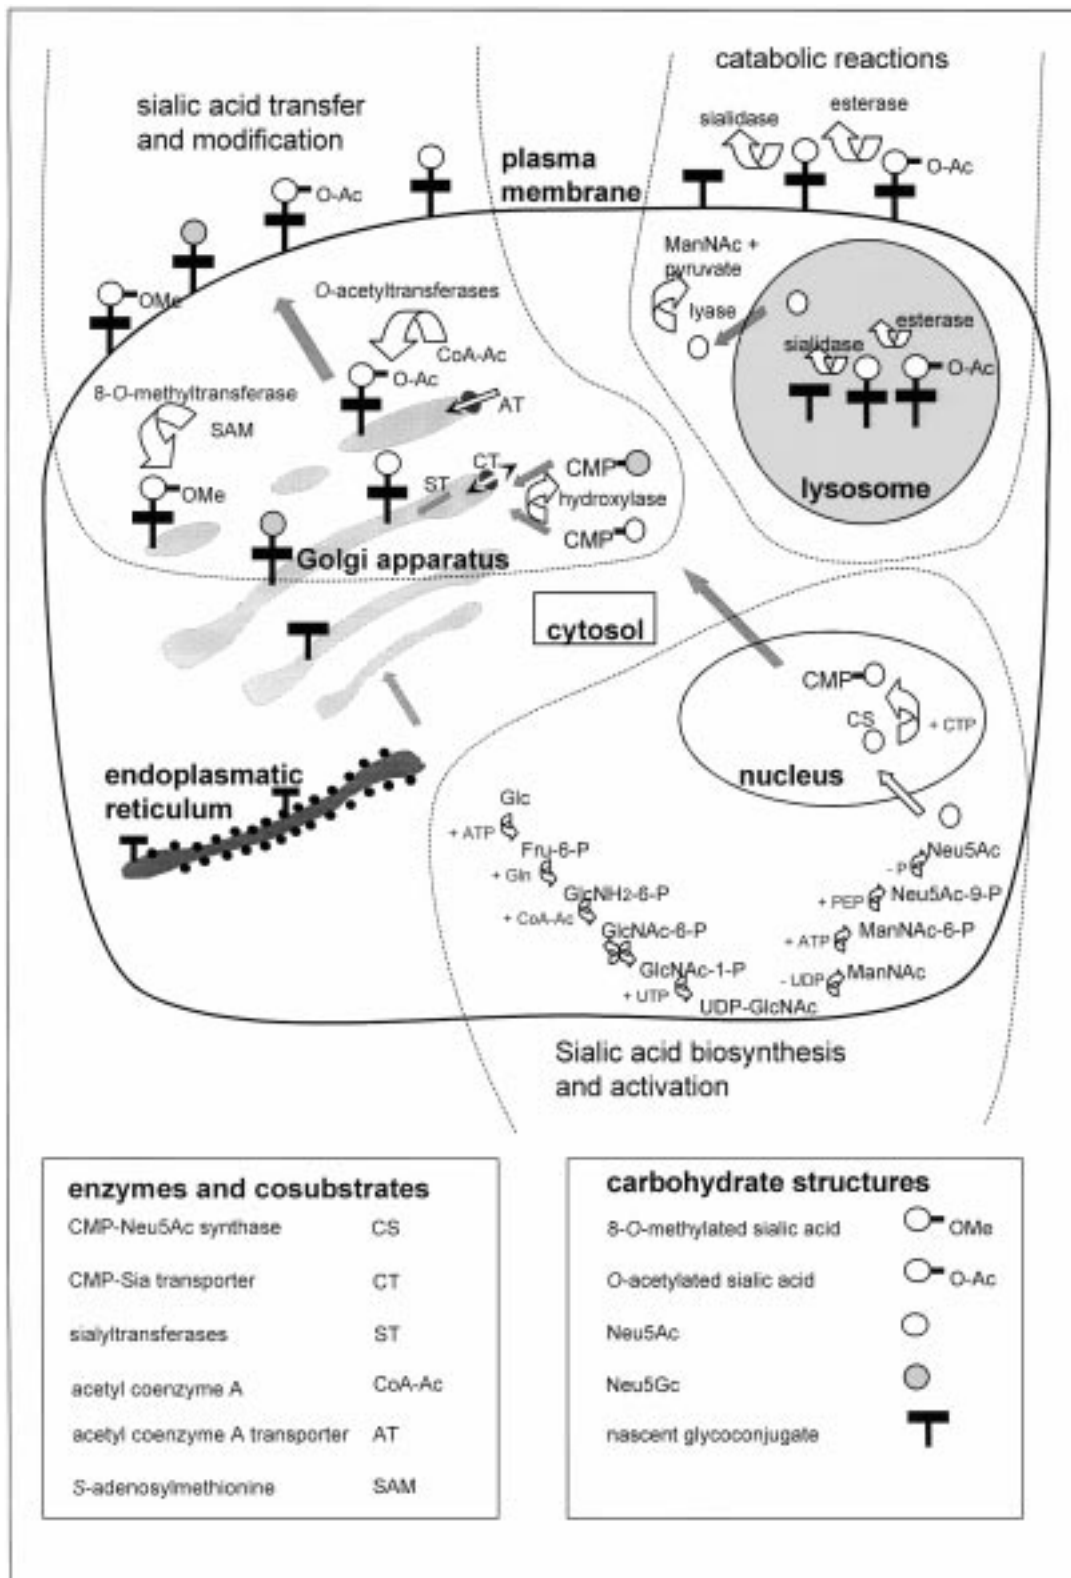 catabolic reactions
sialic acid transfer
and modification
esterase
sialidase
plasma
membrane
O-Ac
O-Ac
OMe
ManNAc +
pyruvate
lyase
O-acetyltransferases
CoA-Ac
O-Ac
AT
8-O-methyltransferase
SAM
OMe
esterase
sialidase
O-Ac
lysosome
CT
ST
CMP
hydroxylase
CMP
Golgi apparatus
cytosol
CMP
CS
+ CTP
nucleus
endoplasmatic
reticulum
Glc
+ ATP
Fru-6-P
+ Gln
GlcNH2-6-P
+ CoA-Ac
GlcNAc-6-P
GlcNAc-1-P
+ UTP
UDP-GlcNAc
- UDP
ManNAc
+ ATP
ManNAc-6-P
+ PEP
Neu5Ac-9-P
- P
Neu5Ac
Sialic acid biosynthesis
and activation
enzymes and cosubstrates
CMP-Neu5Ac synthase CS
CMP-Sia transporter CT
sialyltransferases ST
acetyl coenzyme A CoA-Ac
acetyl coenzyme A transporter AT
S-adenosylmethionine SAM
carbohydrate structures
8-O-methylated sialic acid OMe
O-acetylated sialic acid O-Ac
Neu5Ac
Neu5Gc
nascent glycoconjugate